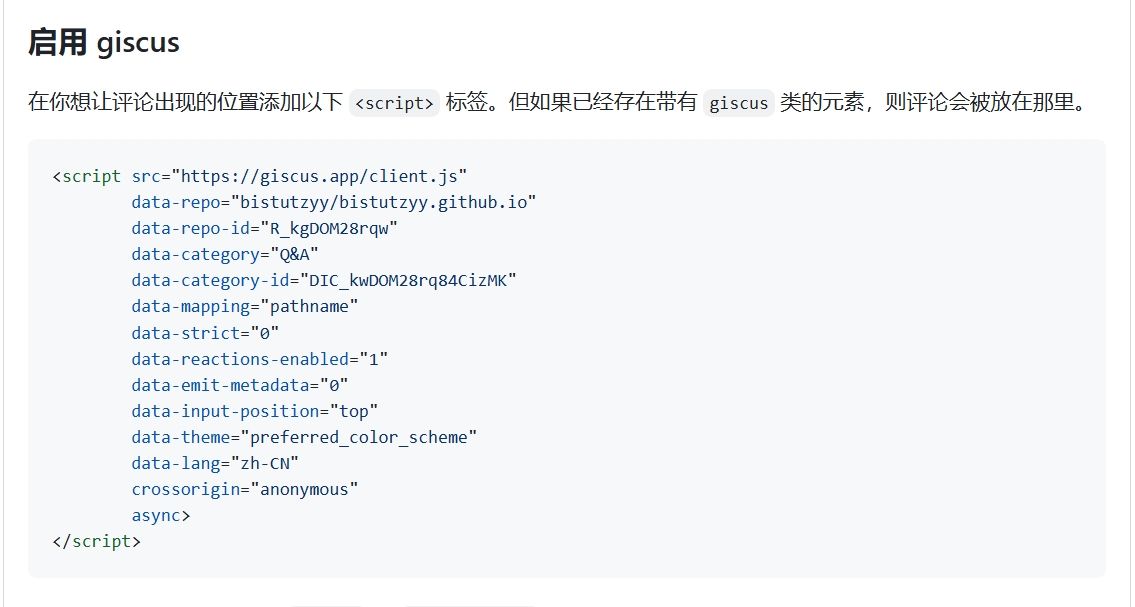 启用 giscus
在你想让评论出现的位置添加以下 <script> 标签。但如果已经存在带有 giscus 类的元素，则评论会被放在那里。
<script src="https://giscus.app/client.js"
        data-repo="bistutzyy/bistutzyy.github.io"
        data-repo-id="R_kgDOM28rqw"
        data-category="Q&A"
        data-category-id="DIC_kwDOM28rq84CizMK"
        data-mapping="pathname"
        data-strict="0"
        data-reactions-enabled="1"
        data-emit-metadata="0"
        data-input-position="top"
        data-theme="preferred_color_scheme"
        data-lang="zh-CN"
        crossorigin="anonymous"
        async>
</script>